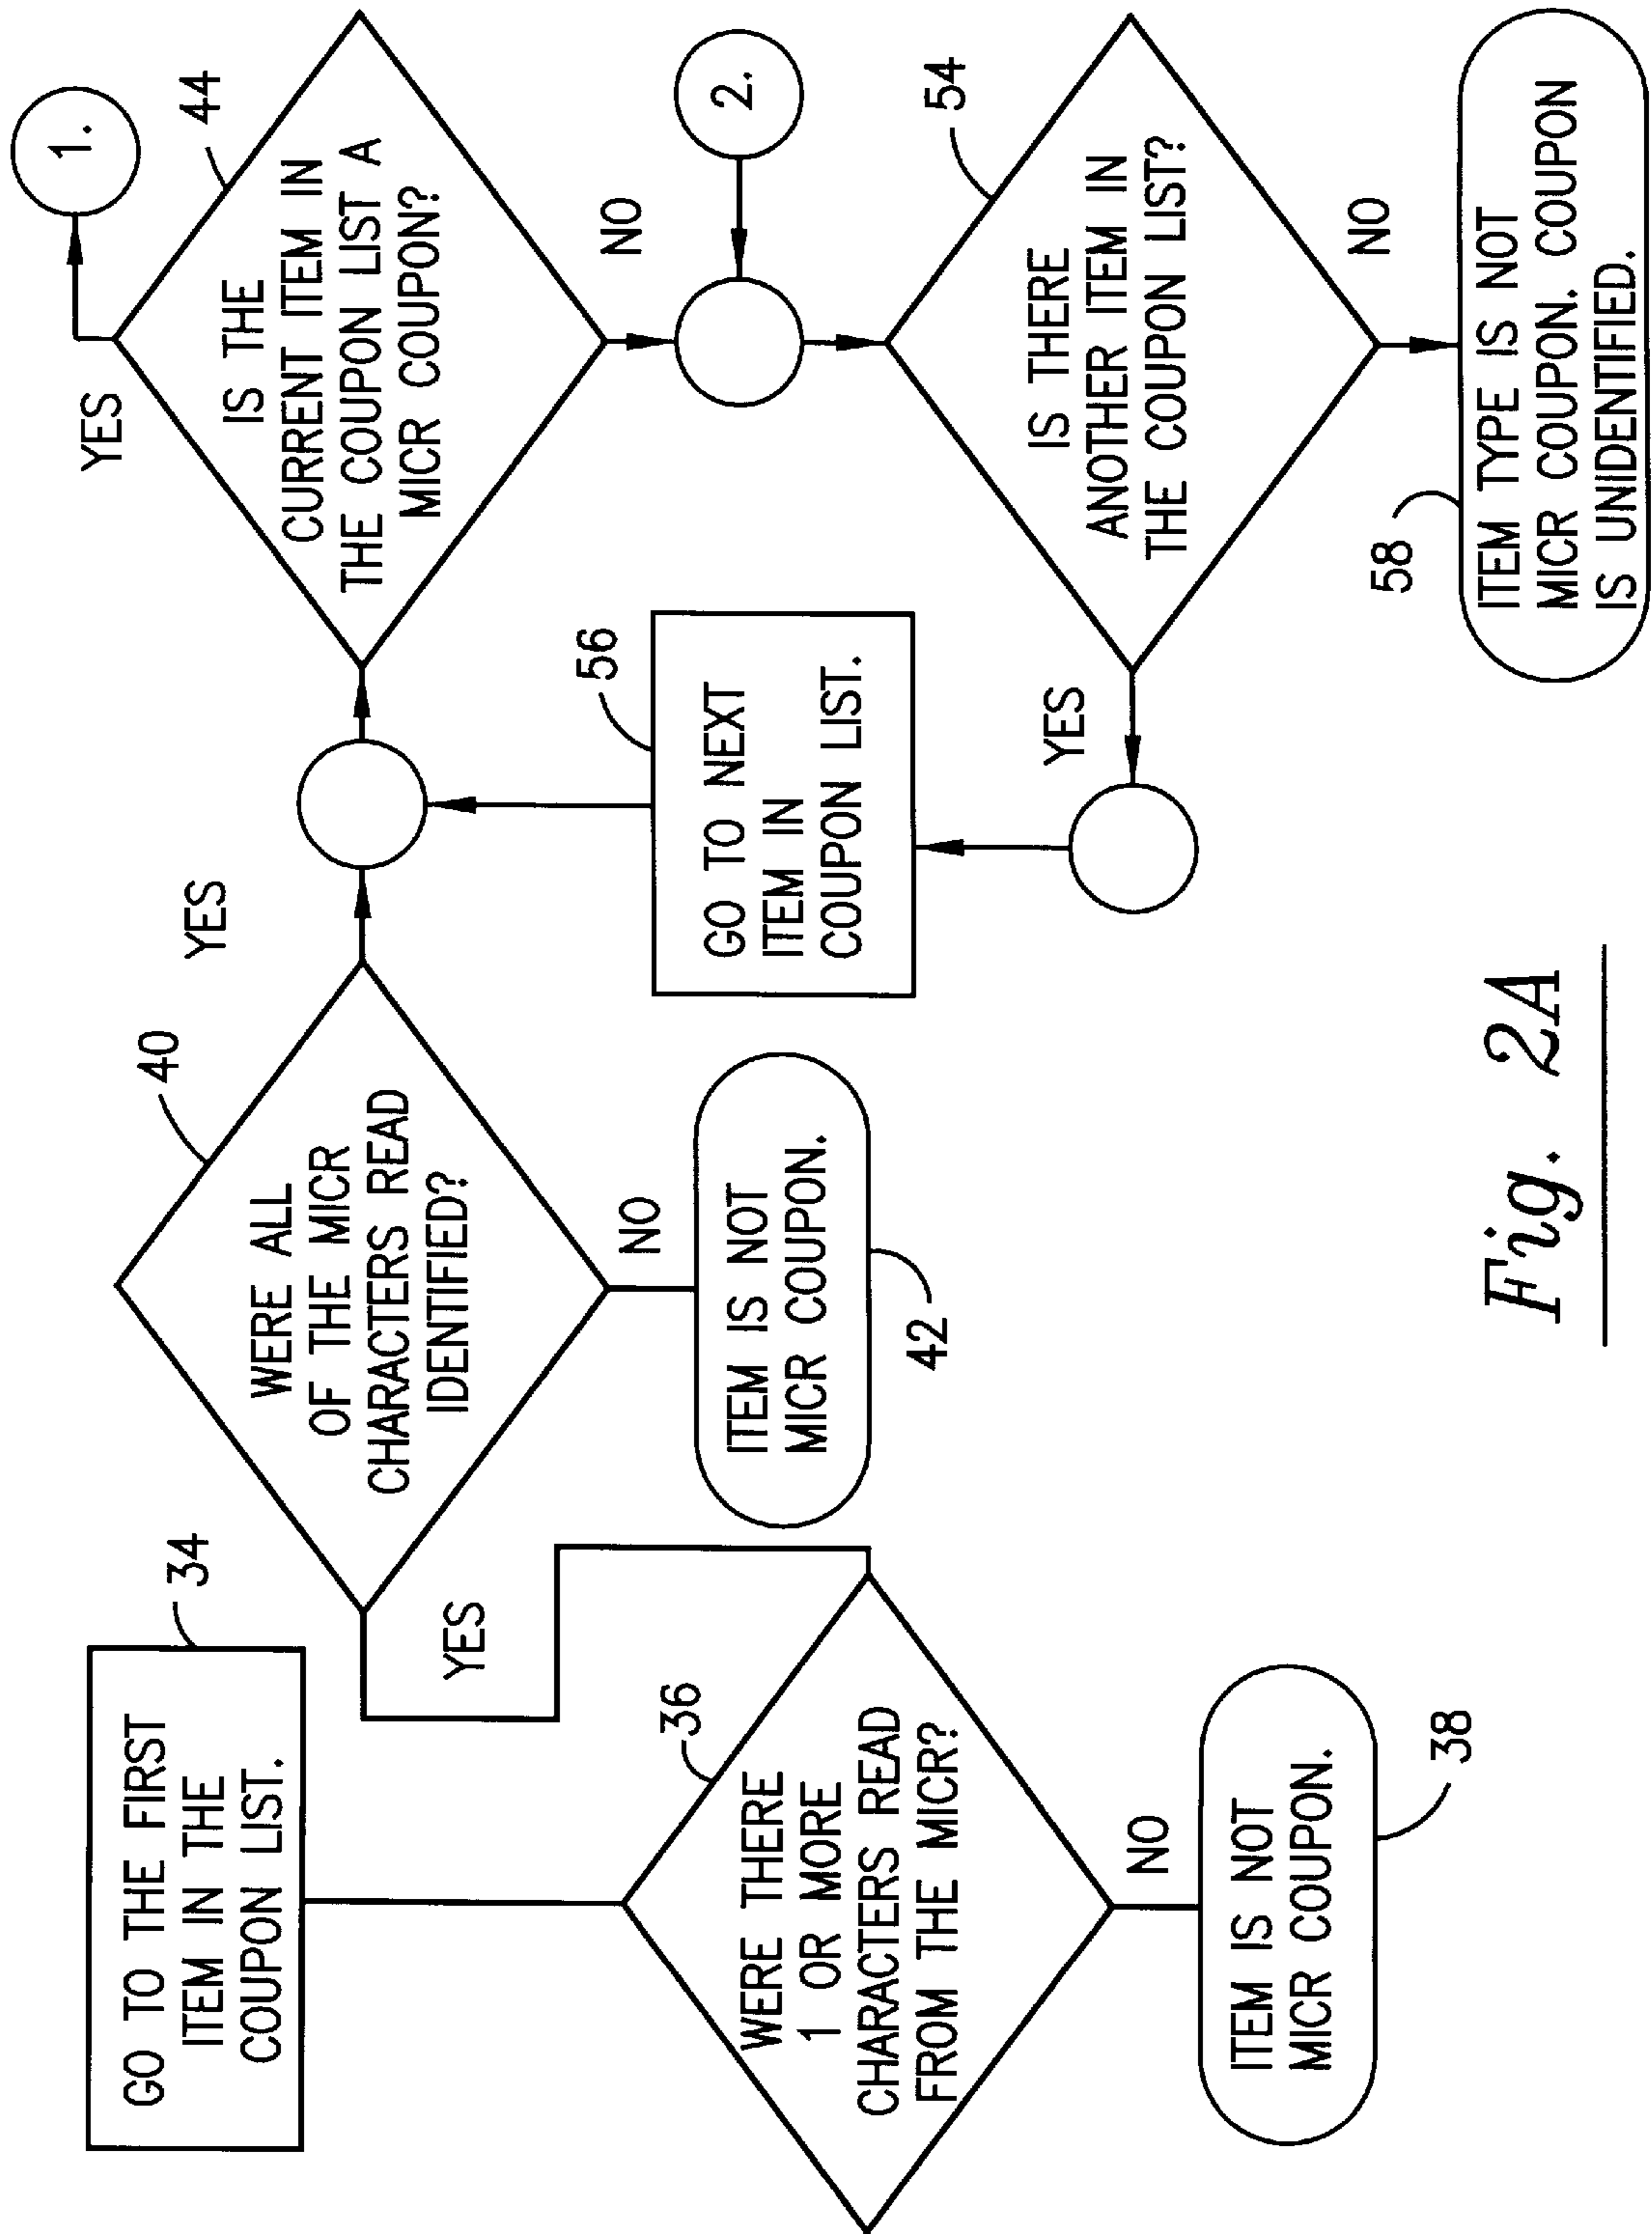 GO TO THE FIRST
ITEM IN THE
COUPON LIST.
34
WERE THERE
1 OR MORE
CHARACTERS READ
FROM THE MICR?
36
YES
NO
ITEM IS NOT
MICR COUPON.
38
WERE ALL
OF THE MICR
CHARACTERS READ
IDENTIFIED?
40
YES
NO
ITEM IS NOT
MICR COUPON.
42
IS THE
CURRENT ITEM IN
THE COUPON LIST A
MICR COUPON?
44
YES
1.
NO
2.
IS THERE
ANOTHER ITEM IN
THE COUPON LIST?
54
YES
GO TO NEXT
ITEM IN
COUPON LIST.
56
NO
ITEM TYPE IS NOT
MICR COUPON. COUPON
IS UNIDENTIFIED.
58
Fig. 2A